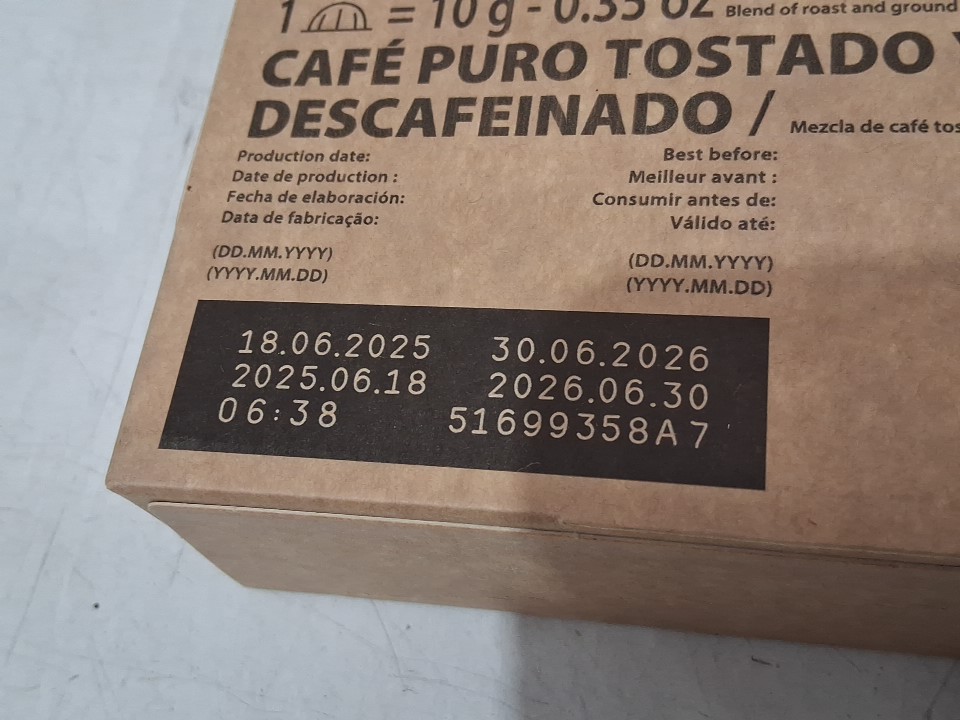 1 = 10 g - 0.35 oz Blend of roast and ground
CAFÉ PURO TOSTADO Y
DESCAFEINADO / Mezcla de café tos
Production date:
Date de production :
Fecha de elaboración:
Data de fabricação:
(DD.MM.YYYY)
(YYYY.MM.DD)
Best before:
Meilleur avant :
Consumir antes de:
Válido até:
(DD.MM.YYYY)
(YYYY.MM.DD)
18.06.2025 30.06.2026
2025.06.18 2026.06.30
06:38 51699358A7